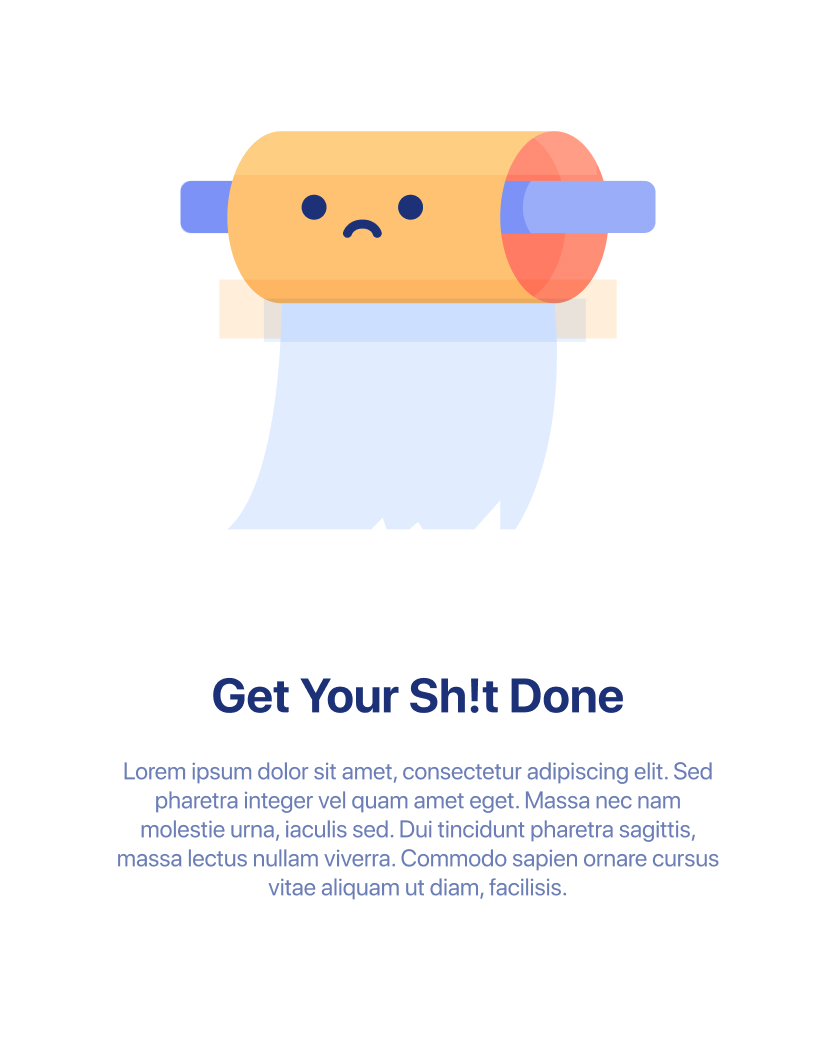 Get Your Sh!t Done
Lorem ipsum dolor sit amet, consectetur adipiscing elit. Sed
pharetra integer vel quam amet eget. Massa nec nam
molestie urna, iaculis sed. Dui tincidunt pharetra sagittis,
massa lectus nullam viverra. Commodo sapien ornare cursus
vitae aliquam ut diam, facilisis.